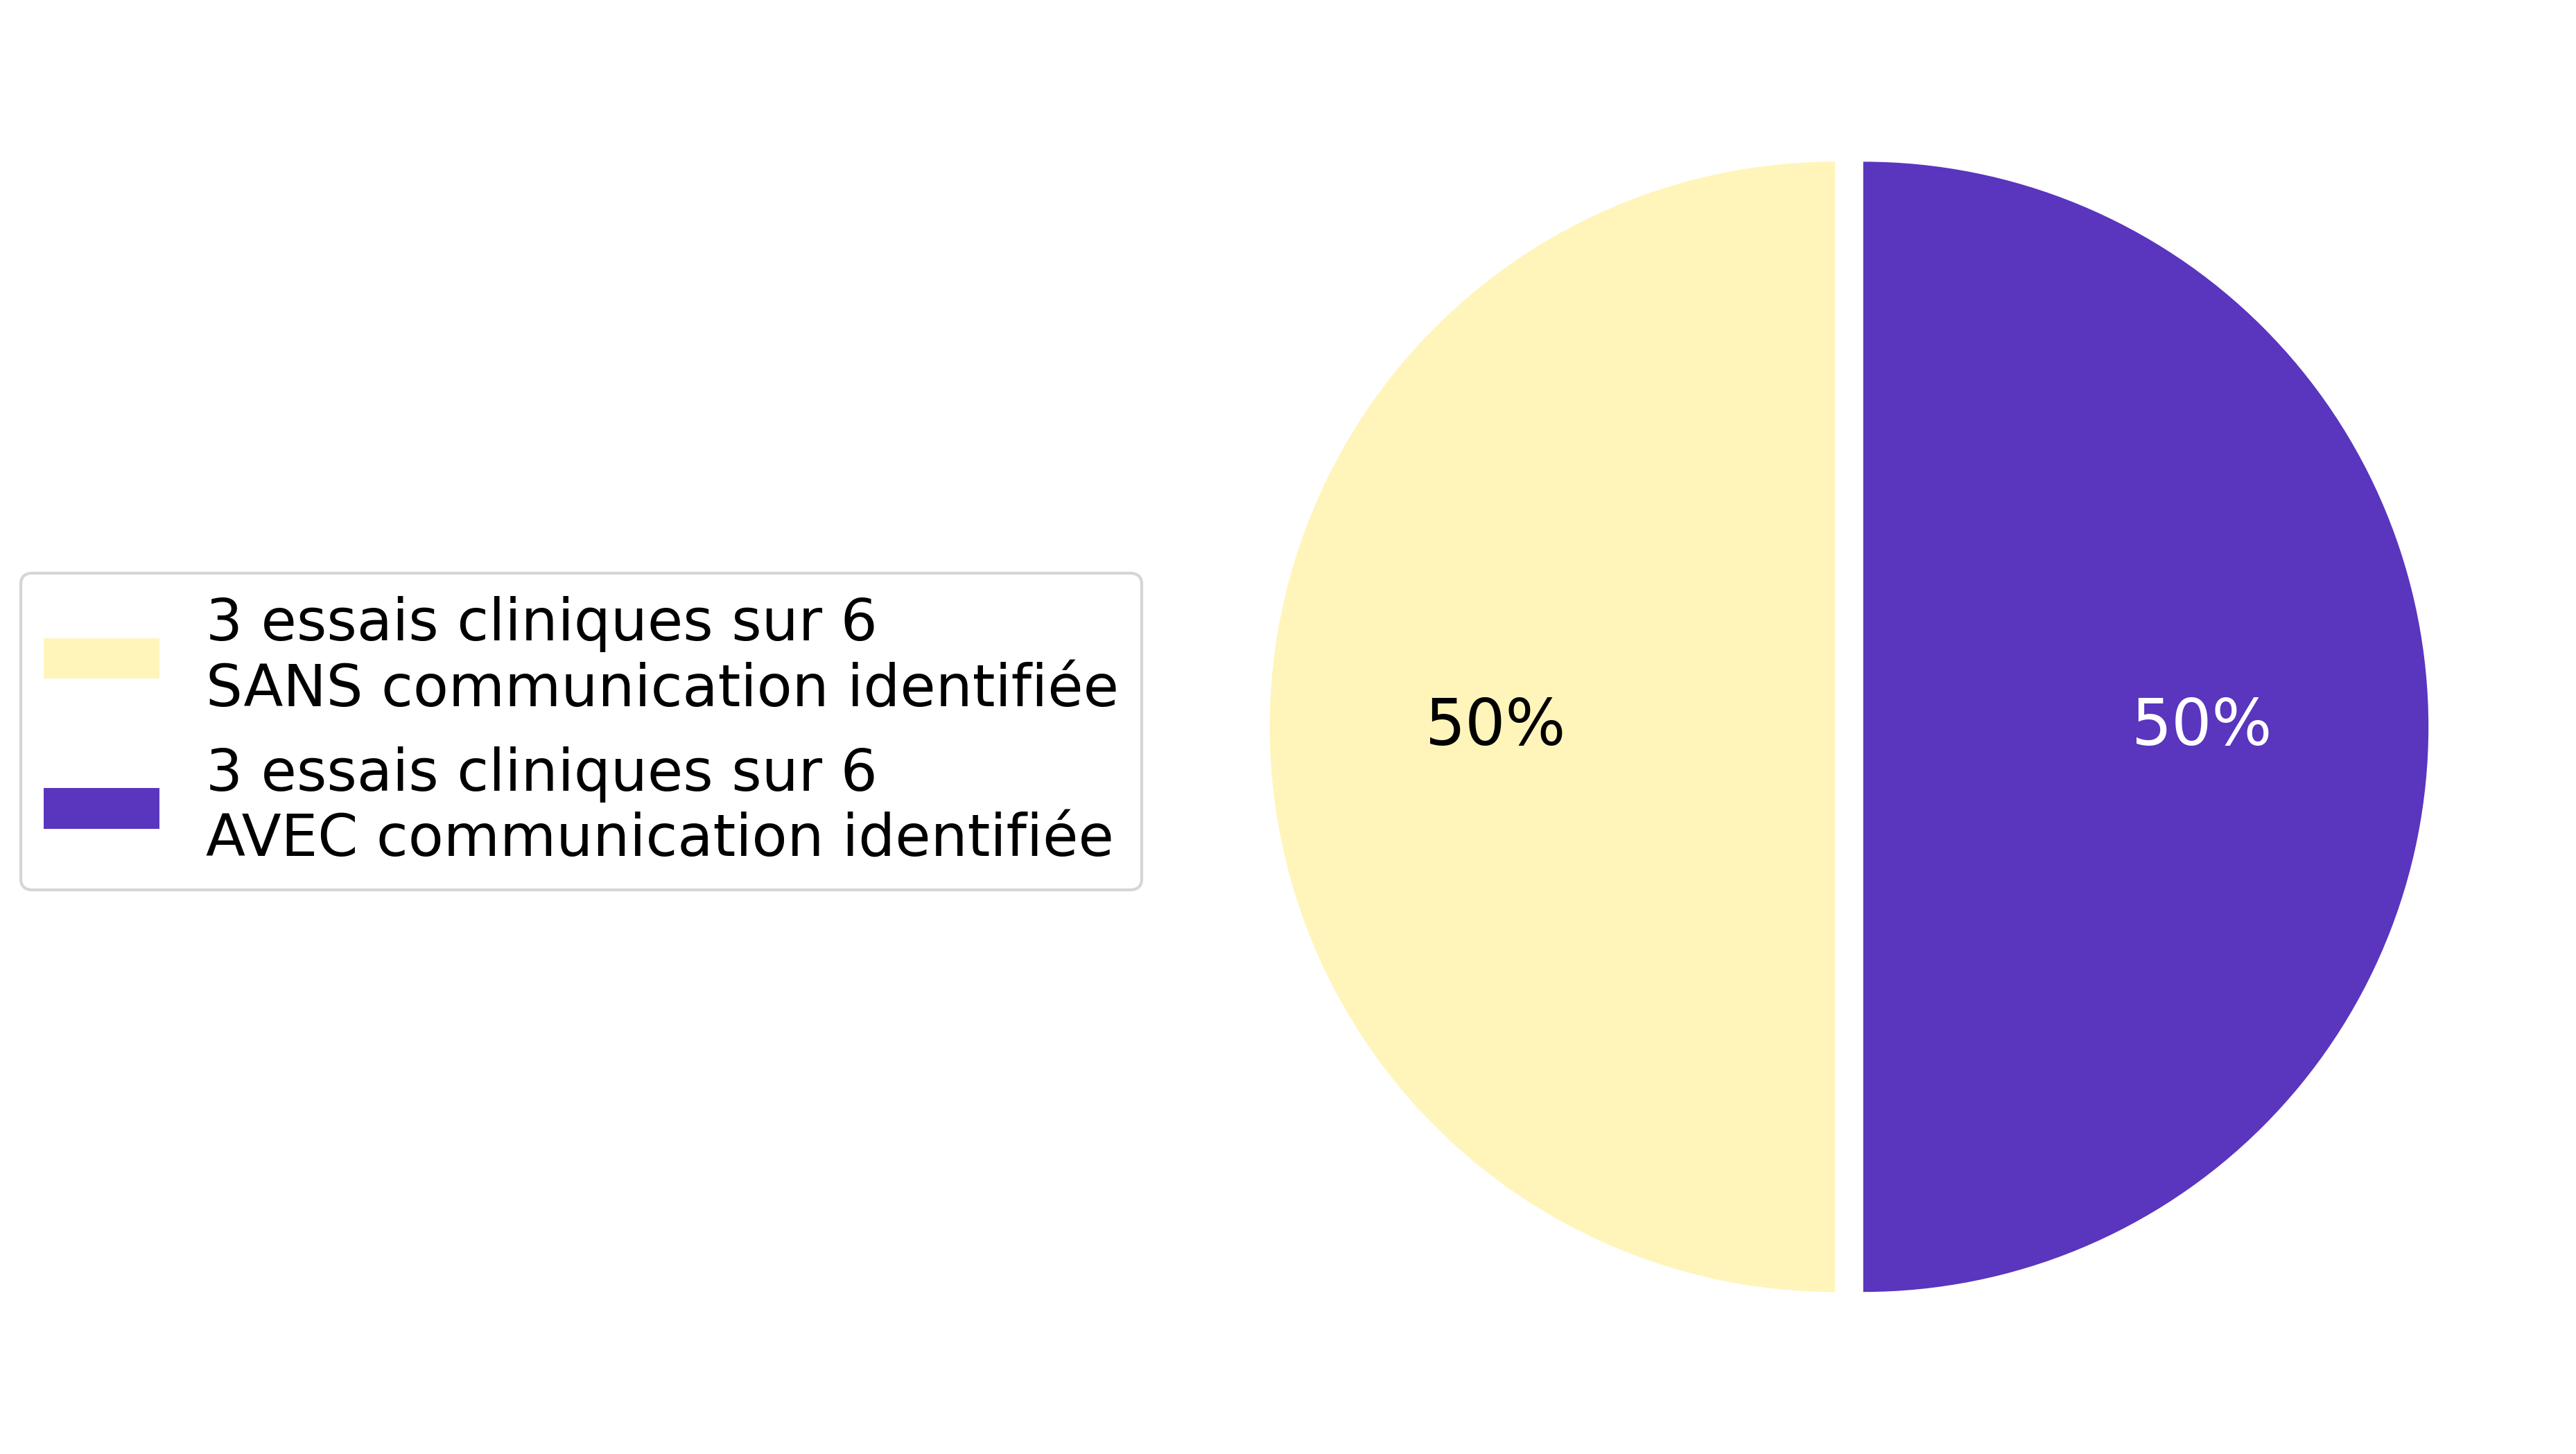 3 essais cliniques sur 6
SANS communication identifiée
3 essais cliniques sur 6
AVEC communication identifiée
50%
50%